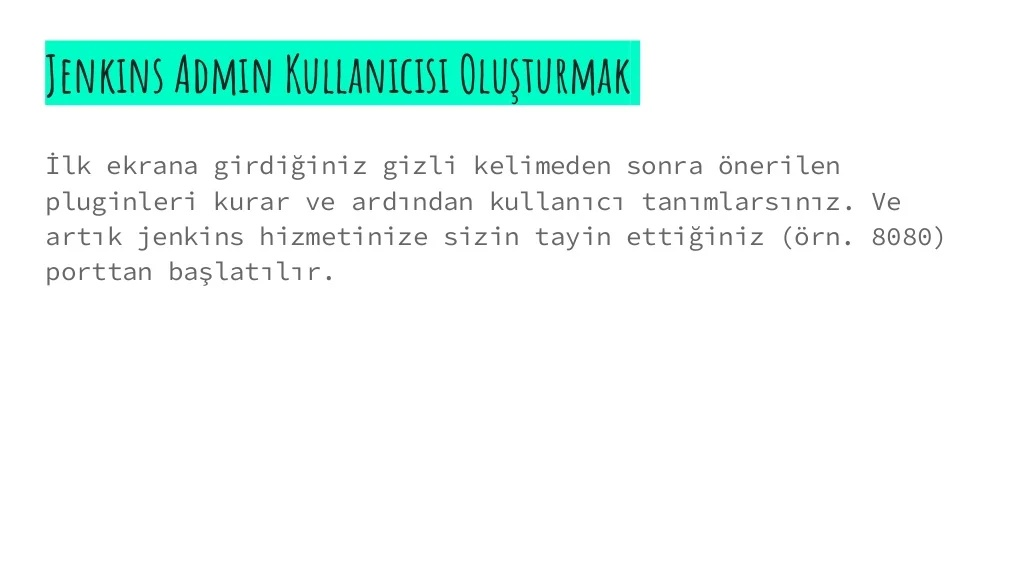 Jenkins Admin Kullanıcısı Oluşturmak
İlk ekrana girdiğiniz gizli kelimeden sonra önerilen
pluginleri kurar ve ardından kullanıcı tanımlarsınız. Ve
artık jenkins hizmetinize sizin tayin ettiğiniz (örn. 8080)
porttan başlatılır.